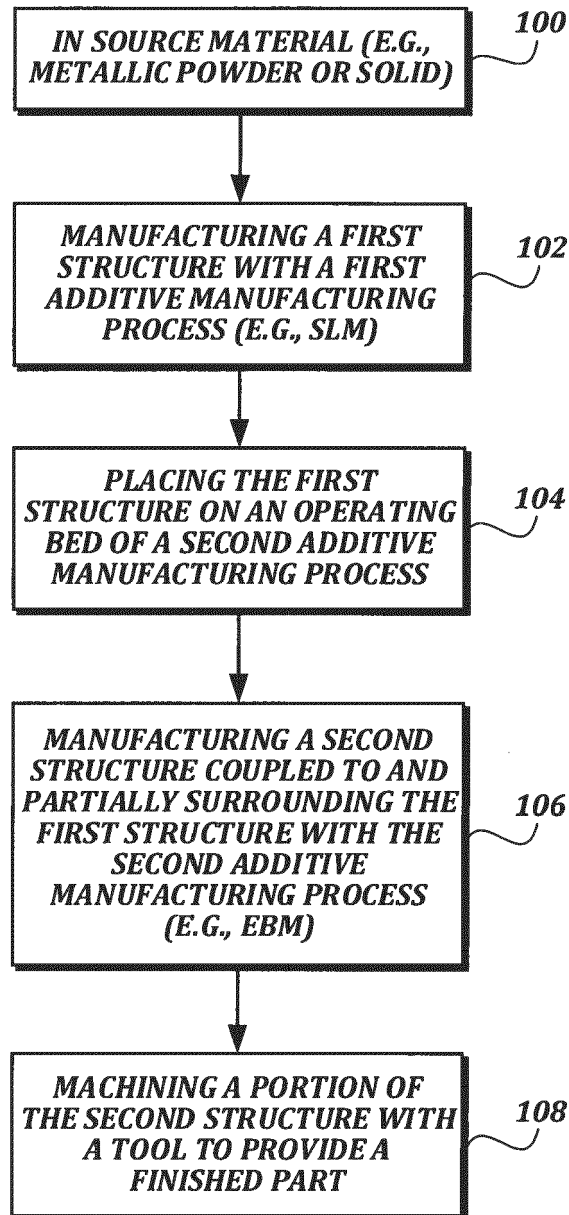 IN SOURCE MATERIAL (E.G.,
METALLIC POWDER OR SOLID)
100
MANUFACTURING A FIRST
STRUCTURE WITH A FIRST
ADDITIVE MANUFACTURING
PROCESS (E.G., SLM)
102
PLACING THE FIRST
STRUCTURE ON AN OPERATING
BED OF A SECOND ADDITIVE
MANUFACTURING PROCESS
104
MANUFACTURING A SECOND
STRUCTURE COUPLED TO AND
PARTIALLY SURROUNDING THE
FIRST STRUCTURE WITH THE
SECOND ADDITIVE
MANUFACTURING PROCESS
(E.G., EBM)
106
MACHINING A PORTION OF
THE SECOND STRUCTURE WITH
A TOOL TO PROVIDE A
FINISHED PART
108